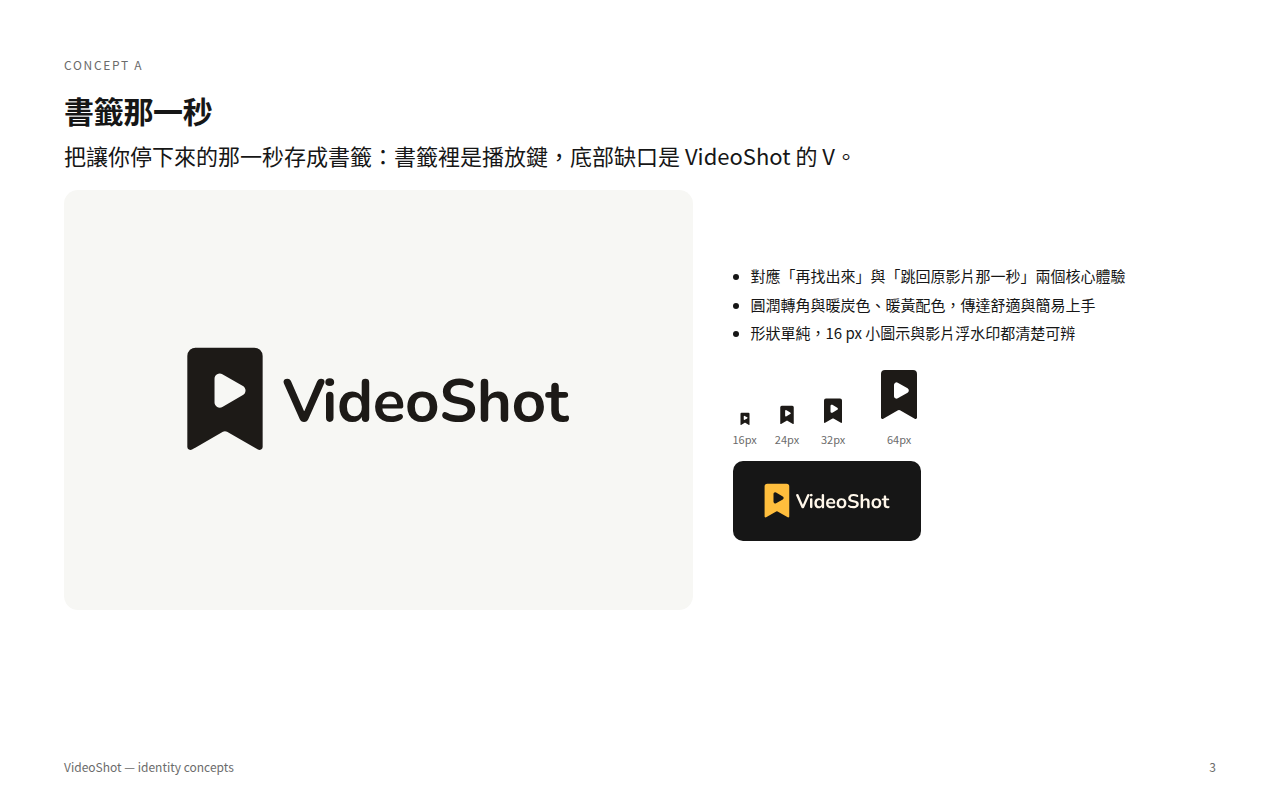 CONCEPT A
書籤那一秒
把讓你停下來的那一秒存成書籤：書籤裡是播放鍵，底部缺口是 VideoShot 的 V。
VideoShot
對應「再找出來」與「跳回原影片那一秒」兩個核心體驗
圓潤轉角與暖炭色、暖黃配色，傳達舒適與簡易上手
形狀單純，16 px 小圖示與影片浮水印都清楚可辨
16px 24px 32px 64px
VideoShot
VideoShot — identity concepts
3